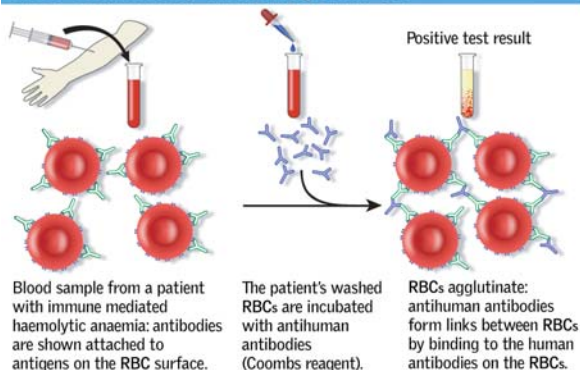 Positive test result
Blood sample from a patient
with immune mediated
haemolytic anaemia: antibodies
are shown attached to
antigens on the RBC surface.
The patient's washed
RBCs are incubated
with antihuman
antibodies
(Coombs reagent).
RBCs agglutinate:
antihuman antibodies
form links between RBCs
by binding to the human
antibodies on the RBCs.